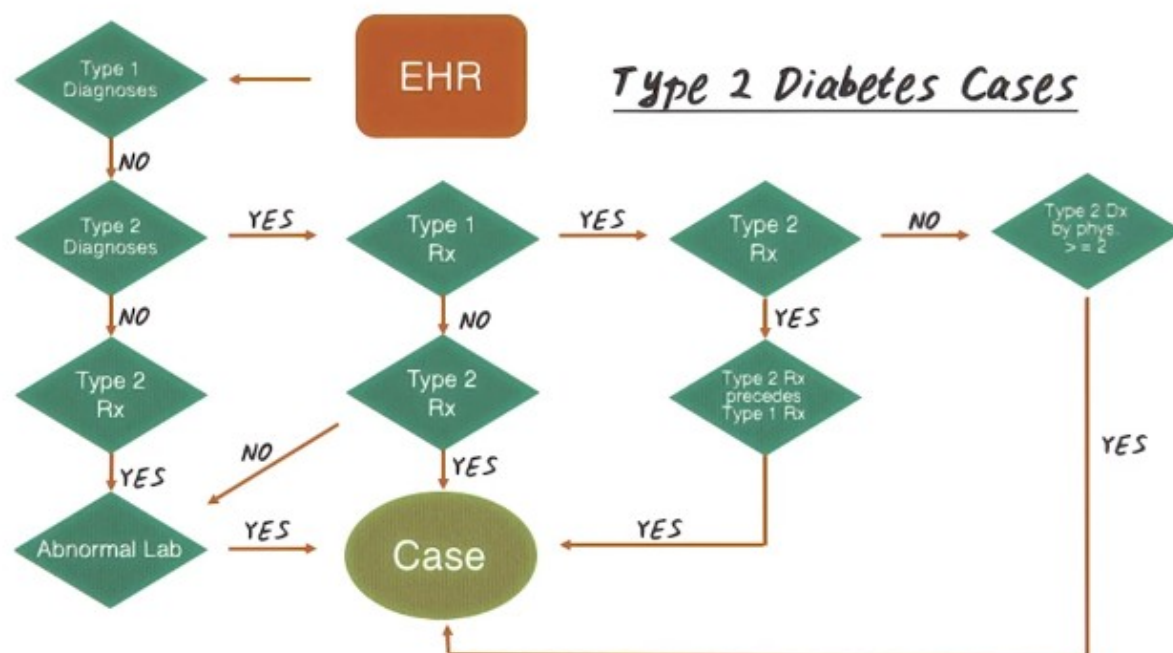 Type 1
Diagnoses
EHR
Type 2 Diabetes Cases
NO
Type 2
Diagnoses
YES
Type 1
Rx
YES
Type 2
Rx
NO
Type 2 Dx
by phys.
> = 2
NO
NO
YES
Type 2
Rx
Type 2
Rx
Type 2 Rx
precedes
Type 1 Rx
NO
YES
YES
YES
Abnormal Lab
YES
Case
YES